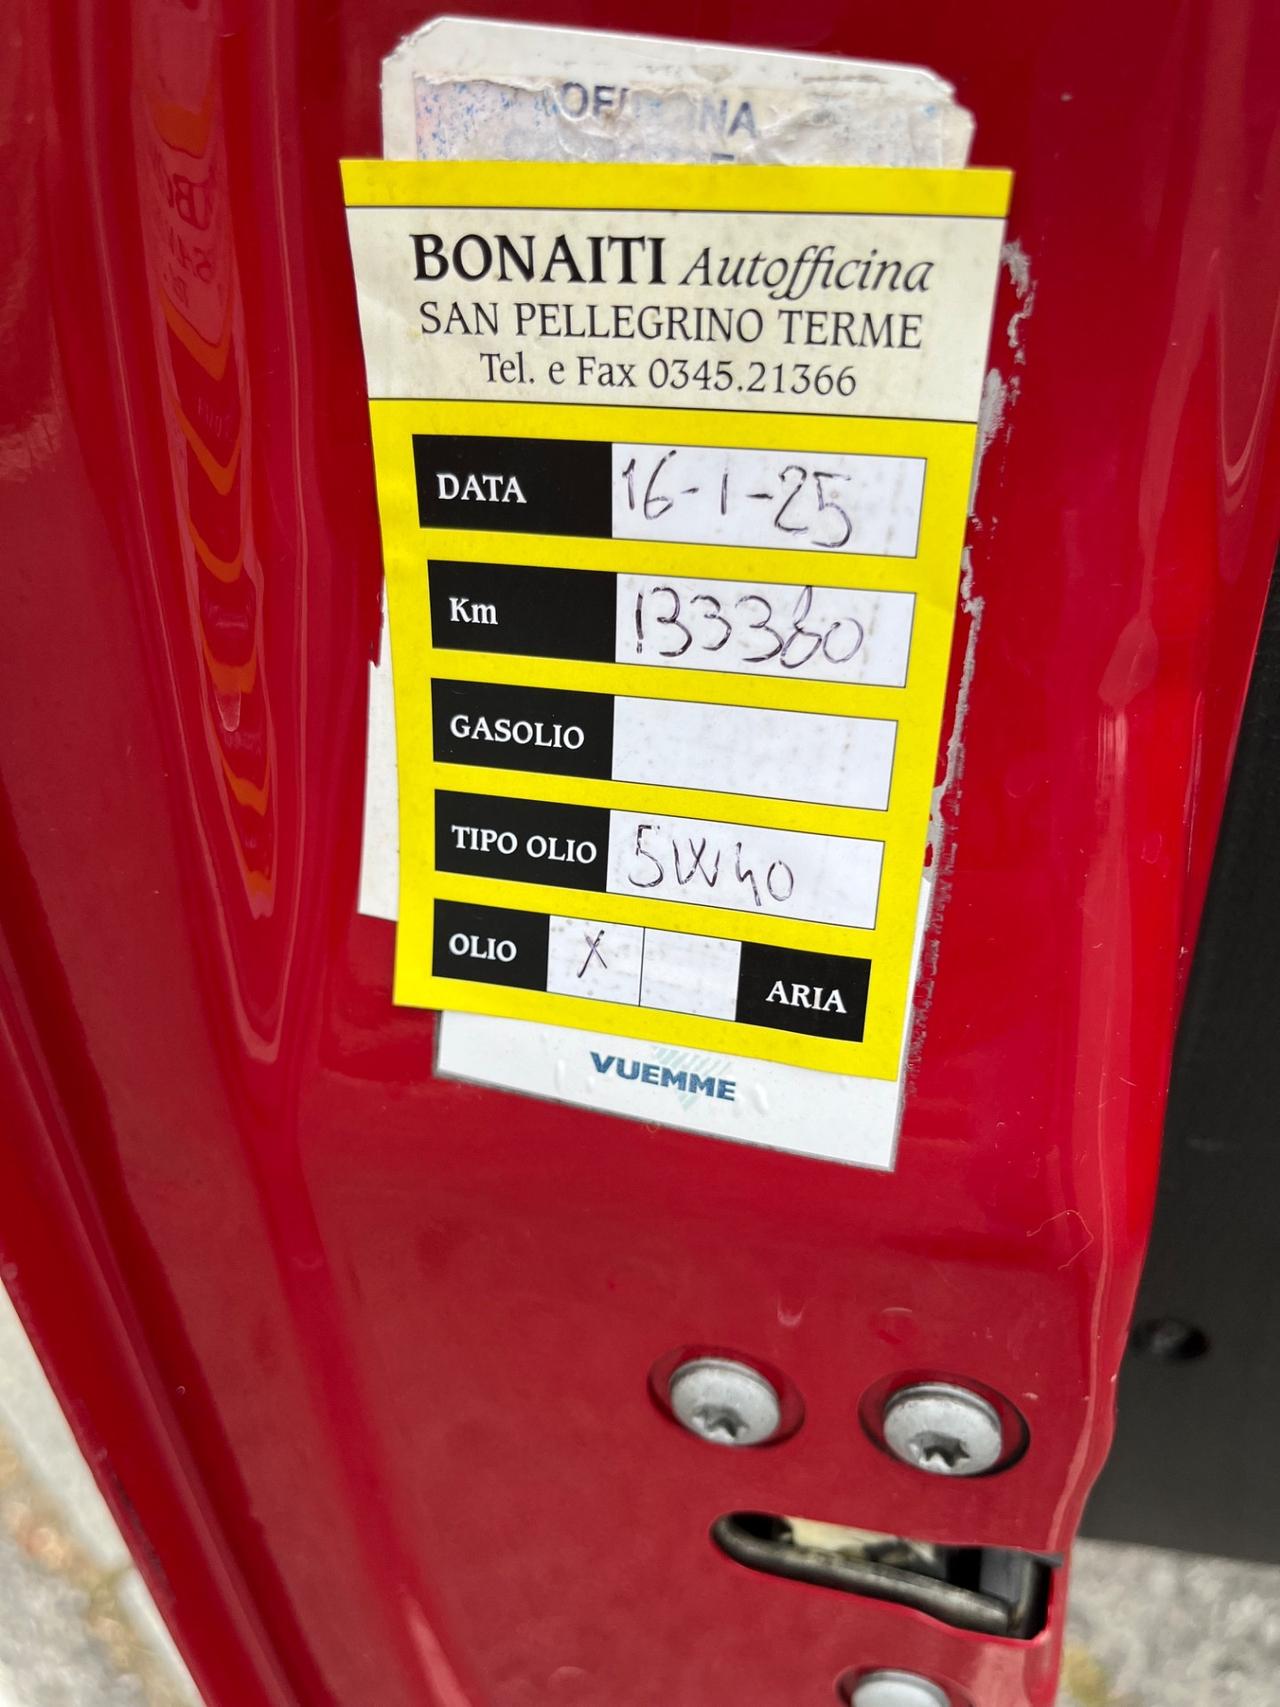 BONAITI Autofficina
SAN PELLEGRINO TERME
Tel. e Fax 0345.21366
DATA 16-1-25
Km 133380
GASOLIO
TIPO OLIO 5W40
OLIO X ARIA
VUEMME